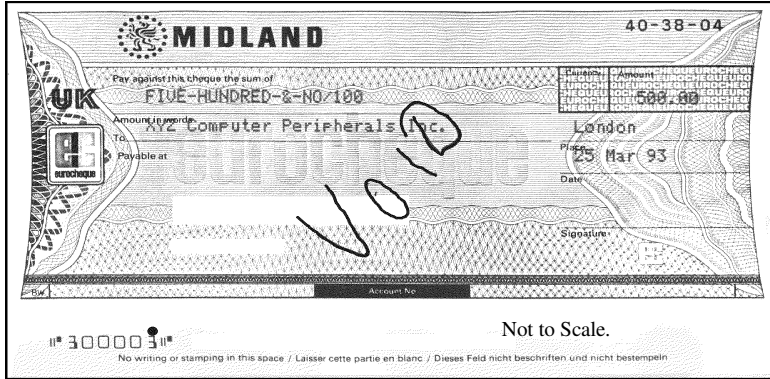 MIDLAND
40-38-04
Pay against this cheque the sum of
Currency
Amount
UK
FIVE-HUNDRED-&-NO/100
500.00
Amount in words
XYZ Computer Peripherals Inc.
London
To
Place
ec
Payable at
eurocheque
25 Mar 93
eurocheque
Date
VOID
Signature
BW
Account No
Not to Scale.
No writing or stamping in this space / Laisser cette partie en blanc / Dieses Feld nicht beschriften und nicht bestempeln